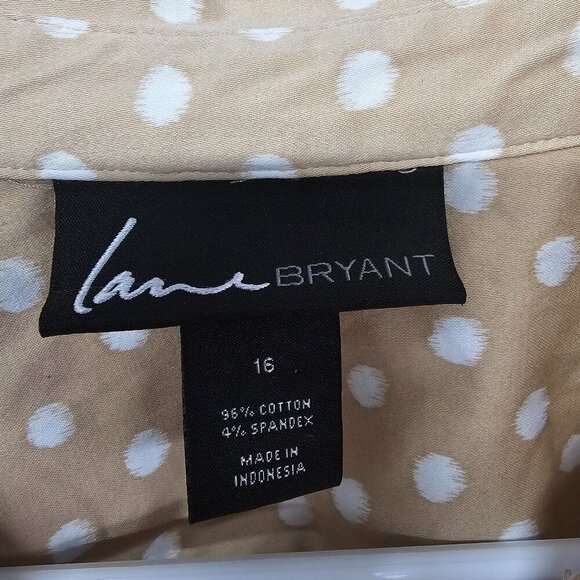 lane BRYANT
16
96% COTTON
4% SPANDEX
MADE IN
INDONESIA